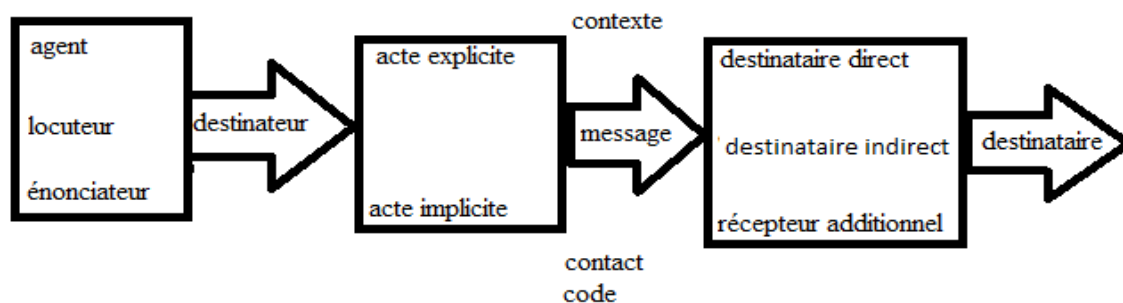 agent
locuteur
énonciateur
destinateur
acte explicite
acte implicite
contexte
message
contact
code
destinataire direct
' destinataire indirect
récepteur additionnel
destinataire